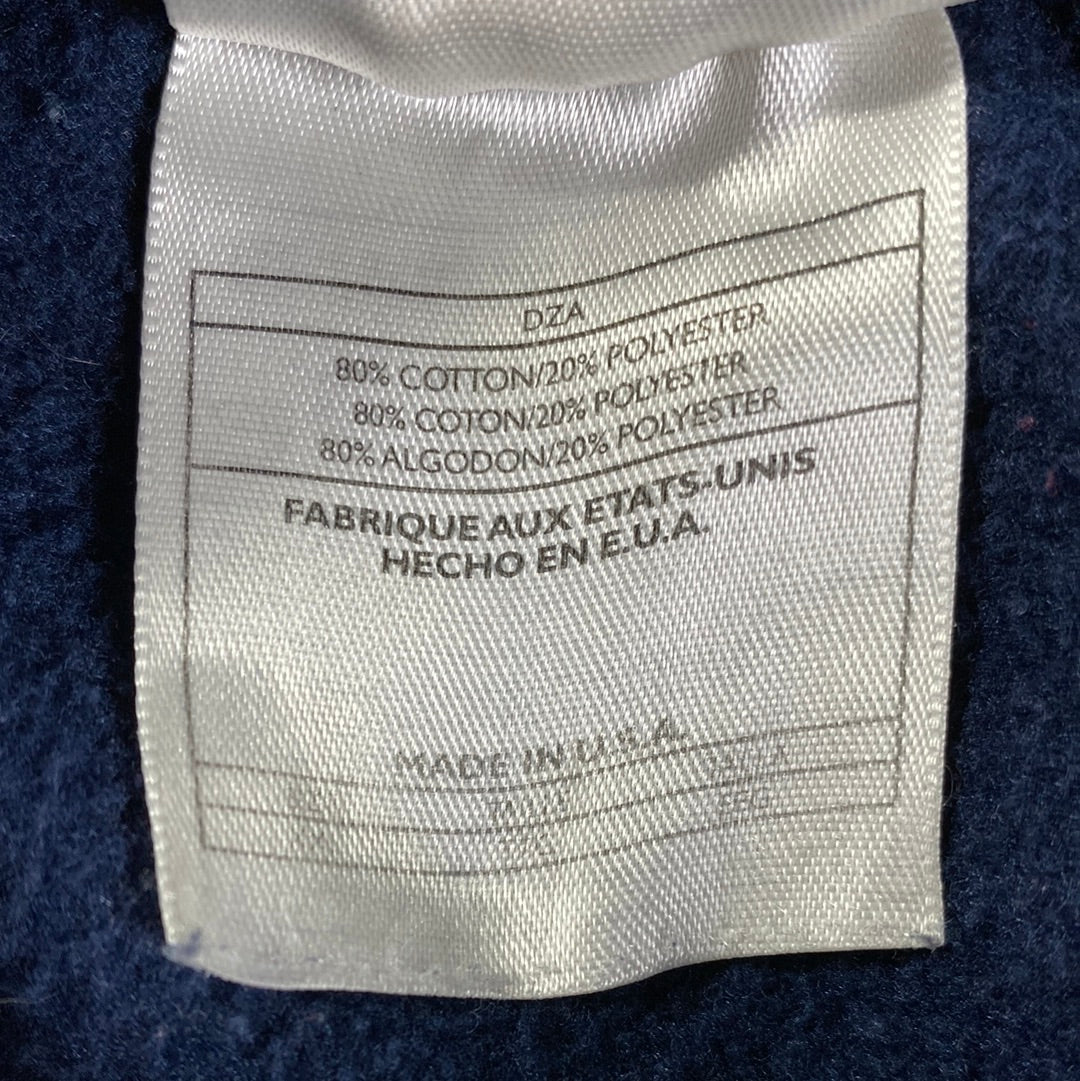 DZA
80% COTTON/20% POLYESTER
80% COTON/20% POLYESTER
80% ALGODON/20% POLYESTER
FABRIQUE AUX ETATS-UNIS
HECHO EN E.U.A.
MADE IN U.S.A.